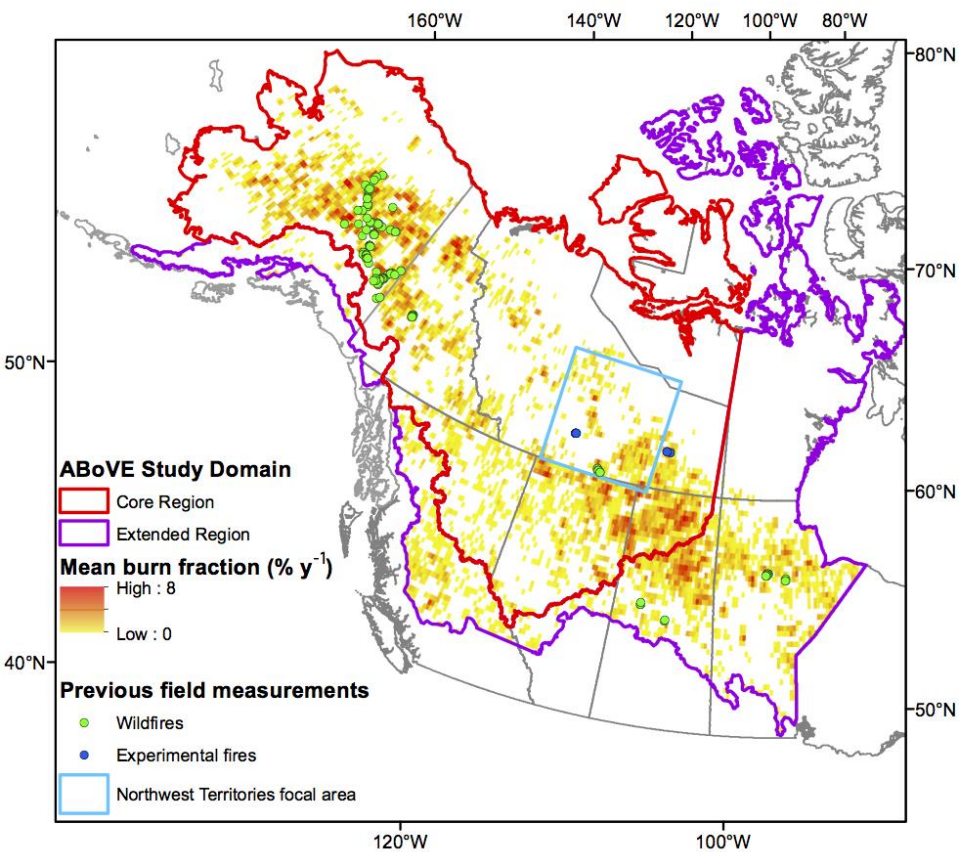 160°W 140°W 120°W 100°W 80°W
80°N
70°N
50°N
ABoVE Study Domain
Core Region
60°N
Extended Region
Mean burn fraction (% y⁻¹)
High : 8
Low : 0
40°N
Previous field measurements
50°N
Wildfires
Experimental fires
Northwest Territories focal area
120°W 100°W